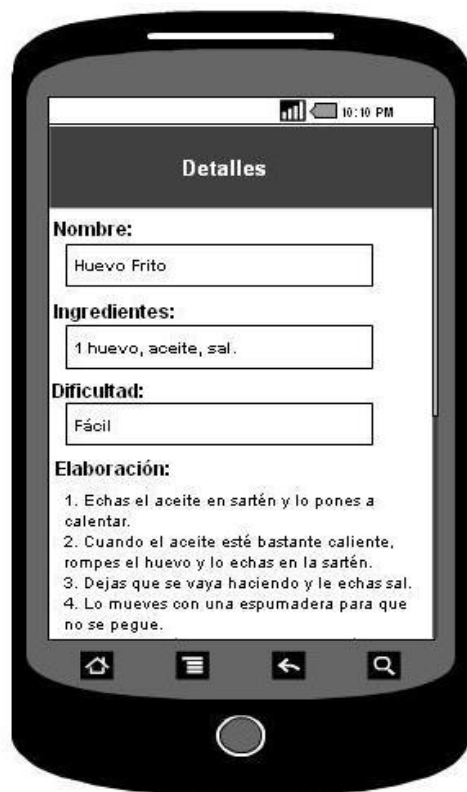 10:10 PM
Detalles
Nombre:
Huevo Frito
Ingredientes:
1 huevo, aceite, sal.
Dificultad:
Fácil
Elaboración:
1. Echas el aceite en sartén y lo pones a
calentar.
2. Cuando el aceite esté bastante caliente,
rompes el huevo y lo echas en la sartén.
3. Dejas que se vaya haciendo y le echas sal.
4. Lo mueves con una espumadera para que
no se pegue.